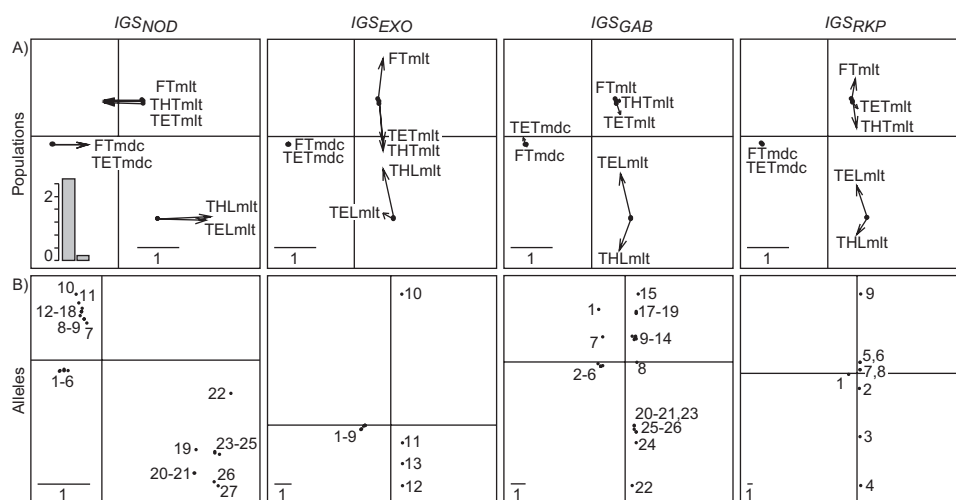 IGSNOD IGSEXO IGSGAB IGSRKP
A)
Populations
FTmlt
THTmlt
TETmlt
FTmdc
TETmdc
THLmlt
TELmlt
2
0
1
FTmlt
FTmdc
TETmdc
TETmlt
THTmlt
THLmlt
TELmlt
1
FTmlt
THTmlt
TETmlt
TETmdc
FTmdc
TELmlt
THLmlt
1
FTmlt
TETmlt
THTmlt
FTmdc
TETmdc
TELmlt
THLmlt
1
B)
Alleles
10
11
12-18
8-9
7
1-6
22
19
23-25
20-21
26
27
1
10
1-9
11
13
12
1
15
1
17-19
7
9-14
2-6
8
20-21,23
25-26
24
22
1
9
5,6
7,8
1
2
3
4
1